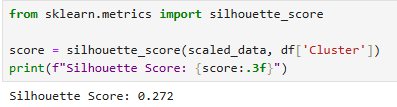 from sklearn.metrics import silhouette_score
score = silhouette_score(scaled_data, df['Cluster'])
print(f"Silhouette Score: {score:.3f}")
Silhouette Score: 0.272